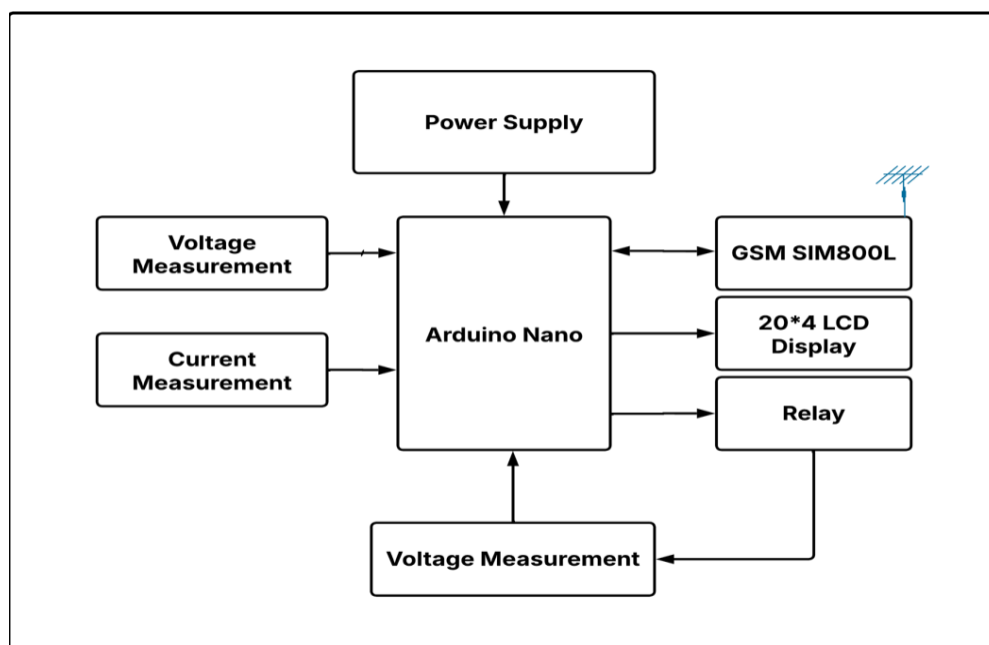 Power Supply
Voltage
Measurement
GSM SIM800L
Arduino Nano
20*4 LCD
Display
Current
Measurement
Relay
Voltage Measurement